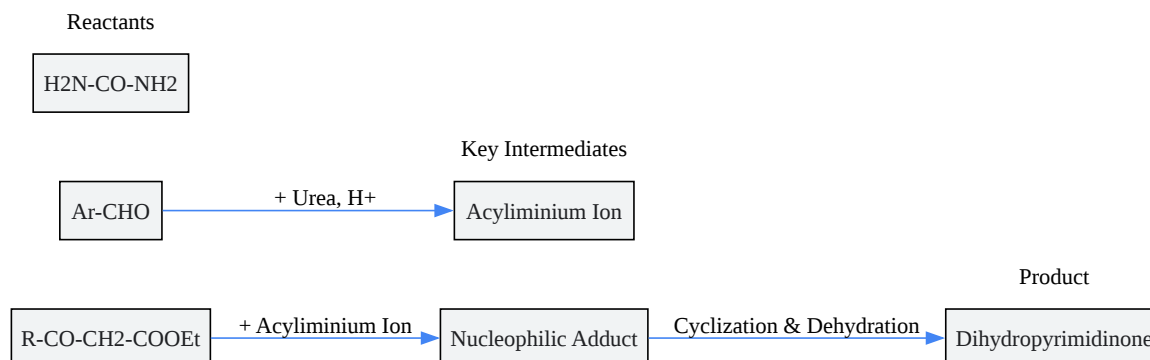 Reactants
H2N-CO-NH2
Key Intermediates
Ar-CHO
+ Urea, H+
Acyliminium Ion
Product
R-CO-CH2-COOEt
+ Acyliminium Ion
Nucleophilic Adduct
Cyclization & Dehydration
Dihydropyrimidinone